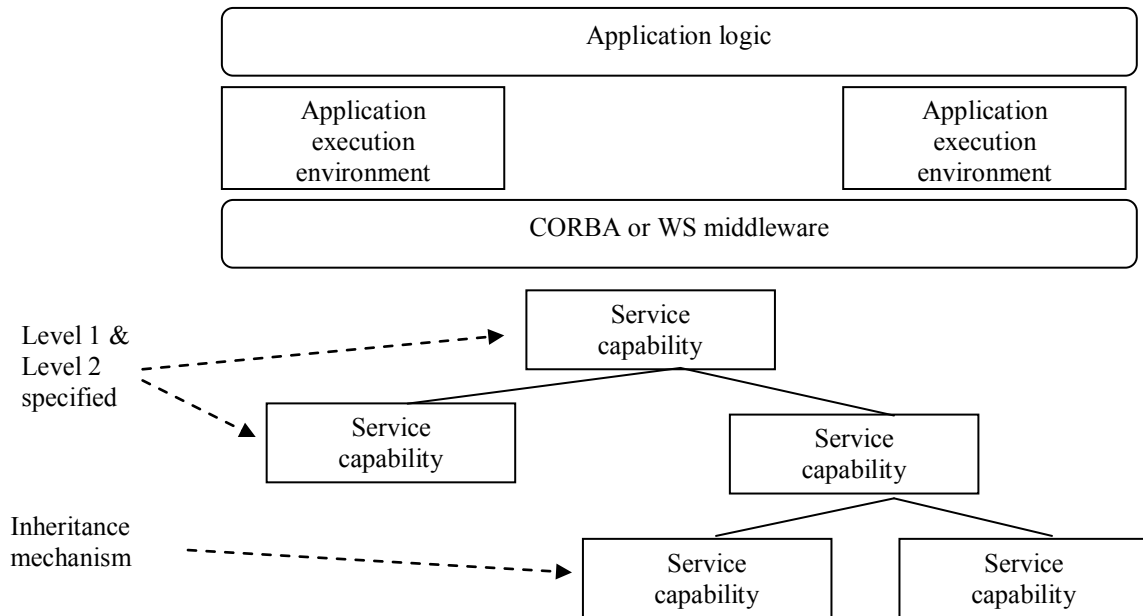 Application logic
Application
execution
environment
Application
execution
environment
CORBA or WS middleware
Service
capability
Level 1 &
Level 2
specified
Service
capability
Service
capability
Inheritance
mechanism
Service
capability
Service
capability